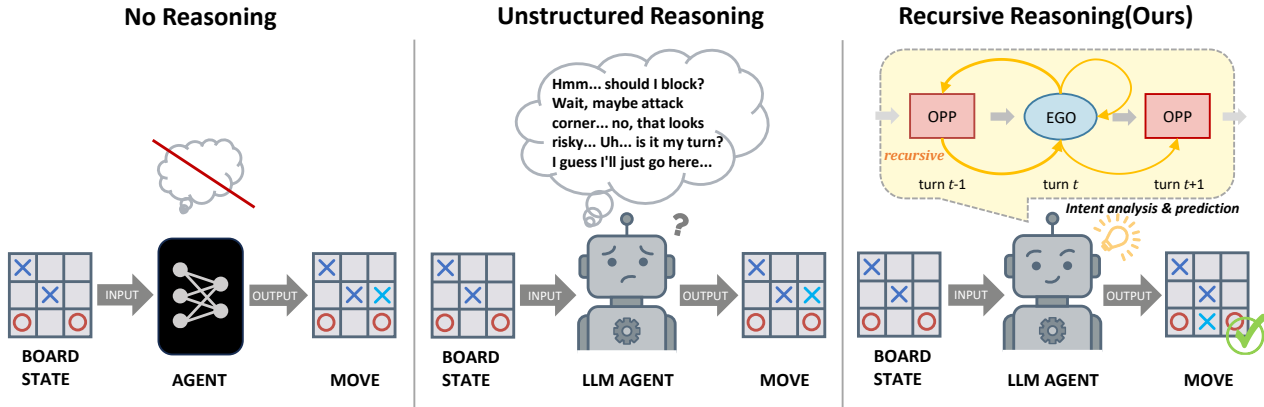 No Reasoning
Unstructured Reasoning
Recursive Reasoning(Ours)
Hmm... should I block?
Wait, maybe attack
corner... no, that looks
risky... Uh... is it my turn?
I guess I'll just go here...
OPP
EGO
OPP
recursive
turn t-1
turn t
turn t+1
Intent analysis & prediction
?
INPUT
OUTPUT
INPUT
OUTPUT
INPUT
OUTPUT
BOARD
STATE
AGENT
MOVE
BOARD
STATE
LLM AGENT
MOVE
BOARD
STATE
LLM AGENT
MOVE